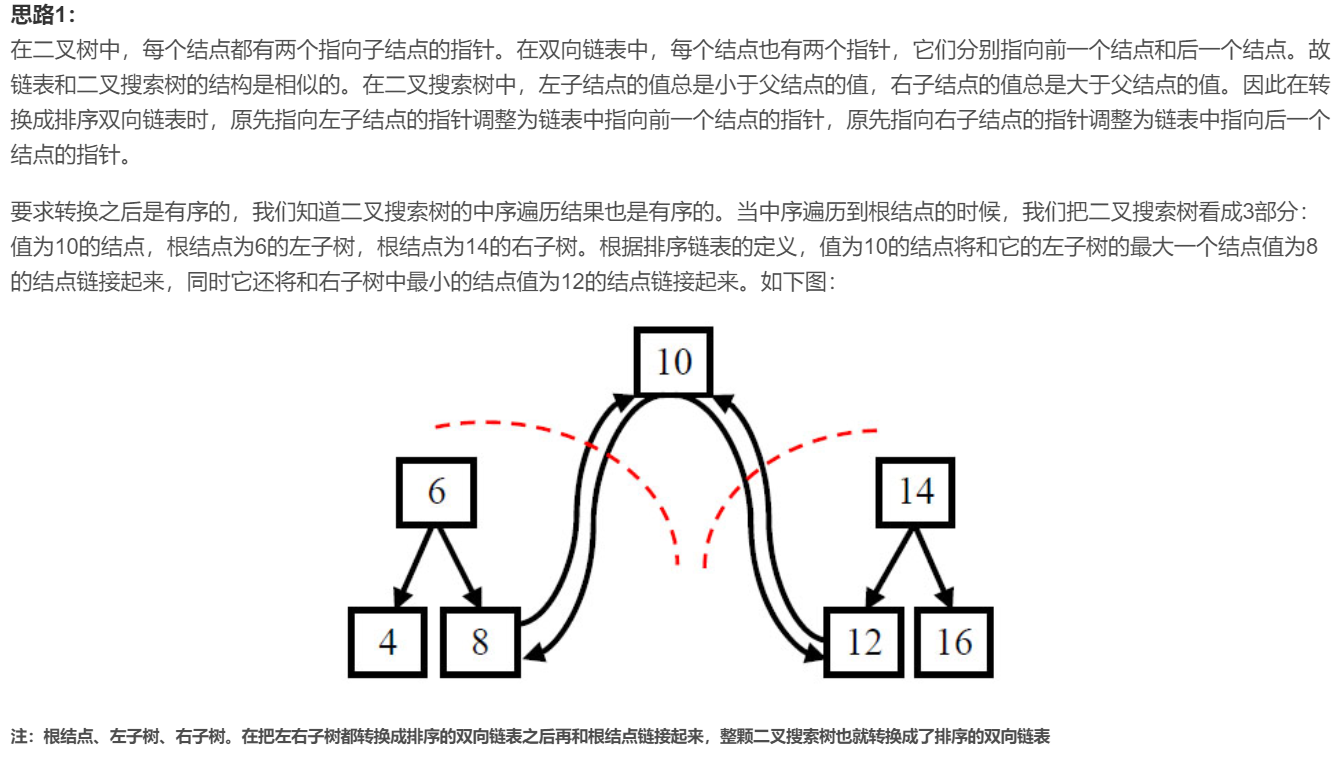 思路1：
在二叉树中，每个结点都有两个指向子结点的指针。在双向链表中，每个结点也有两个指针，它们分别指向前一个结点和后一个结点。故
链表和二叉搜索树的结构是相似的。在二叉搜索树中，左子结点的值总是小于父结点的值，右子结点的值总是大于父结点的值。因此在转
换成排序双向链表时，原先指向左子结点的指针调整为链表中指向前一个结点的指针，原先指向右子结点的指针调整为链表中指向后一个
结点的指针。
要求转换之后是有序的，我们知道二叉搜索树的中序遍历结果也是有序的。当中序遍历到根结点的时候，我们把二叉搜索树看成3部分：
值为10的结点，根结点为6的左子树，根结点为14的右子树。根据排序链表的定义，值为10的结点将和它的左子树的最大一个结点值为8
的结点链接起来，同时它还将和右子树中最小的结点值为12的结点链接起来。如下图：
10
6 14
4 8 12 16
注：根结点、左子树、右子树。在把左右子树都转换成排序的双向链表之后再和根结点链接起来，整颗二叉搜索树也就转换成了排序的双向链表